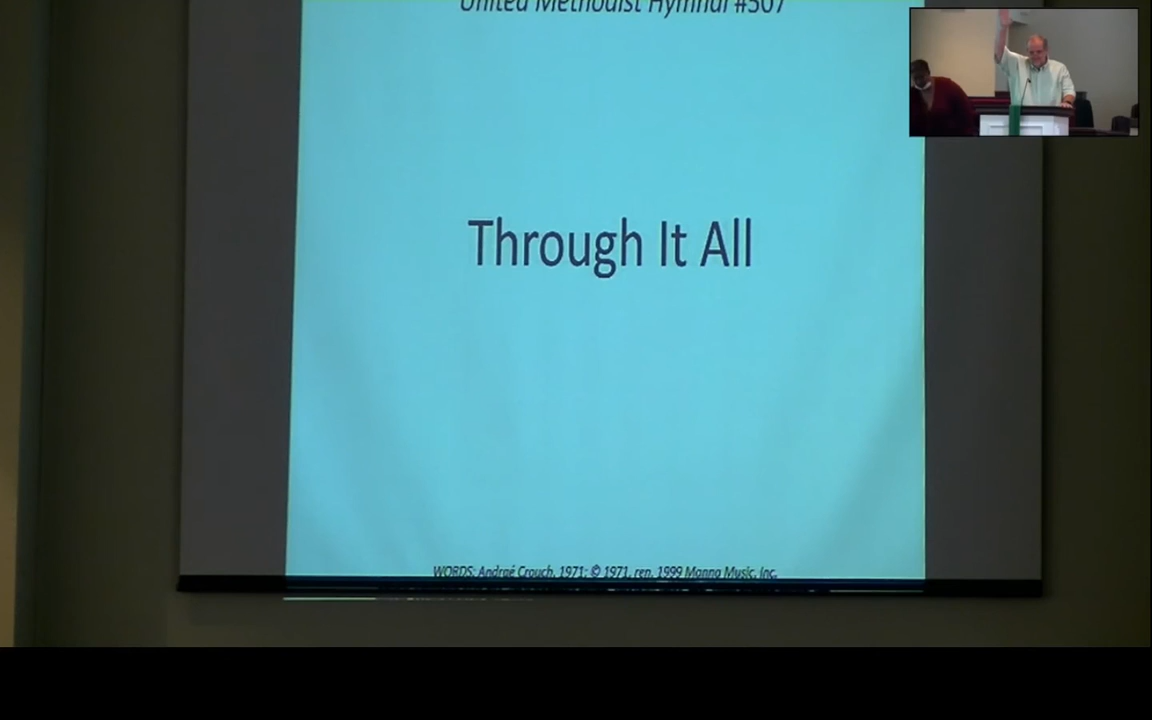 United Methodist Hymnal #507
Through It All
WORDS: Andraé Crouch, 1971; © 1971, ren. 1999 Manna Music, Inc.